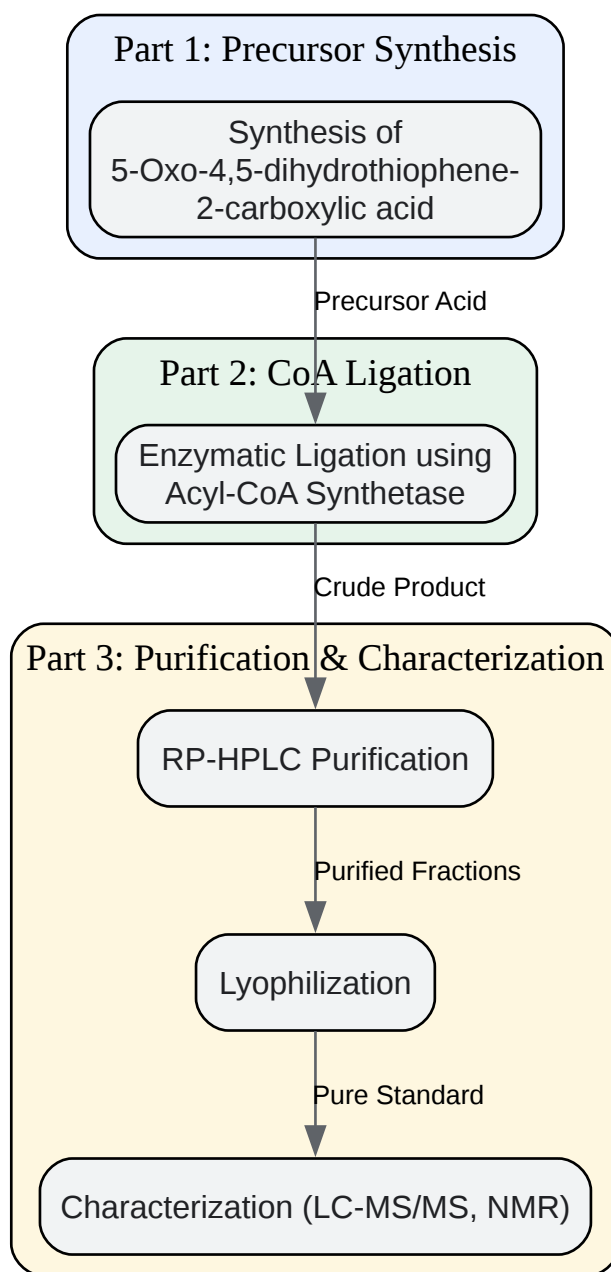 Part 1: Precursor Synthesis
Synthesis of
5-Oxo-4,5-dihydrothiophene-
2-carboxylic acid
Precursor Acid
Part 2: CoA Ligation
Enzymatic Ligation using
Acyl-CoA Synthetase
Crude Product
Part 3: Purification & Characterization
RP-HPLC Purification
Purified Fractions
Lyophilization
Pure Standard
Characterization (LC-MS/MS, NMR)